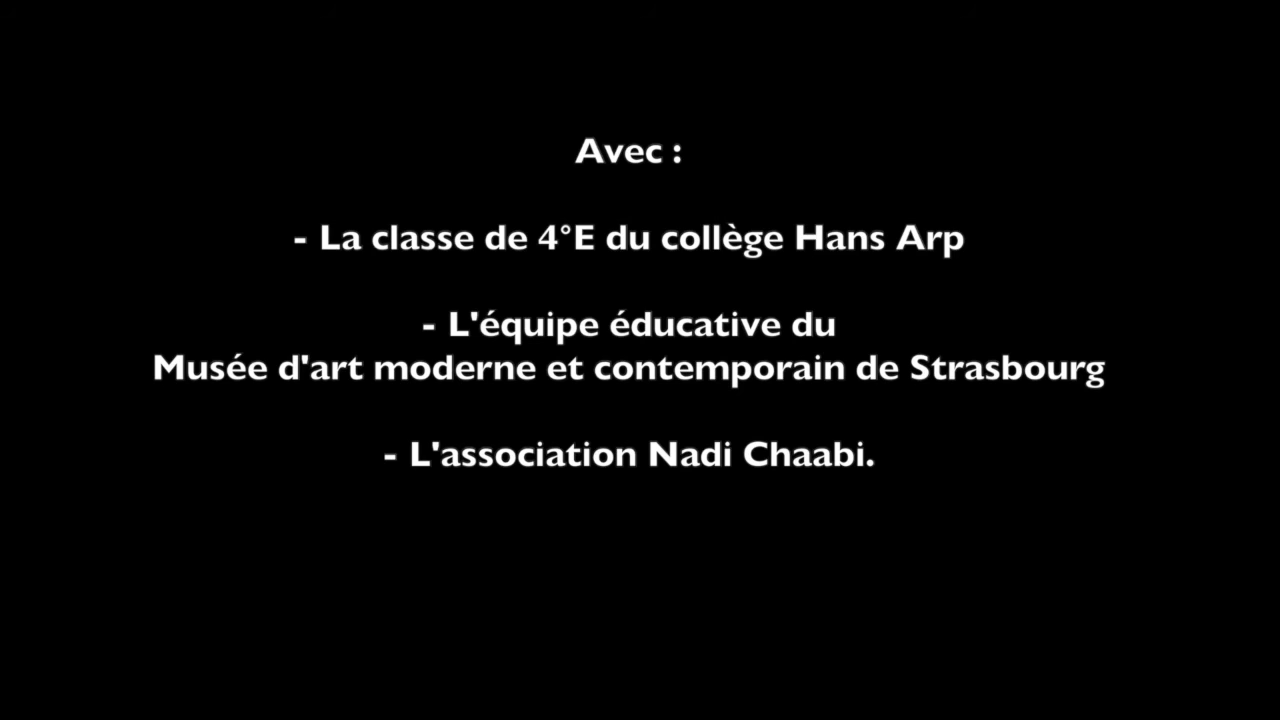 Avec :
- La classe de 4°E du collège Hans Arp
- L'équipe éducative du
Musée d'art moderne et contemporain de Strasbourg
- L'association Nadi Chaabi.